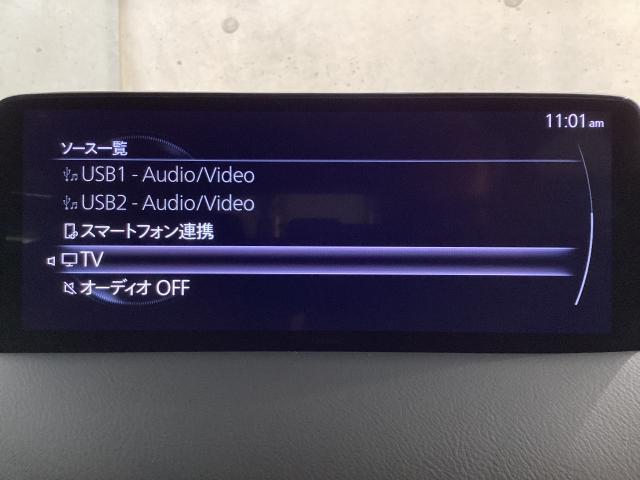 11:01 am
ソース一覧
USB1 - Audio/Video
USB2 - Audio/Video
スマートフォン連携
TV
オーディオ OFF